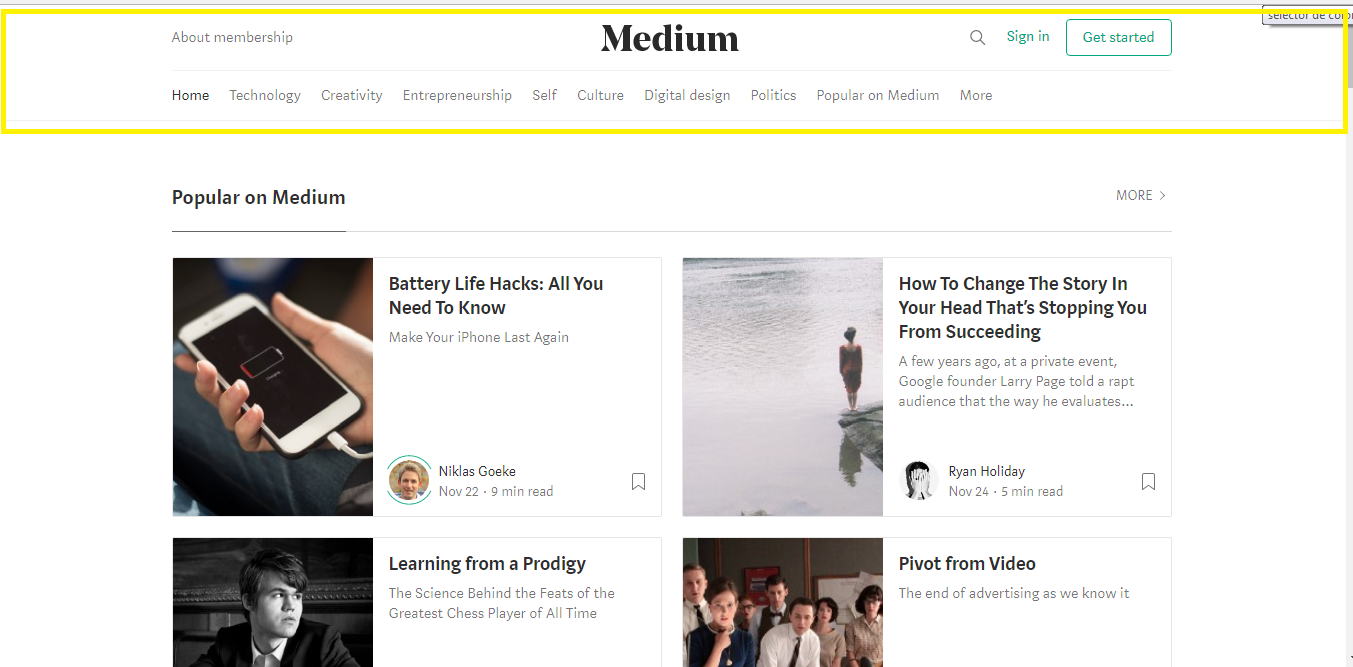 selector de color
About membership
Medium
Sign in
Get started
Home Technology Creativity Entrepreneurship Self Culture Digital design Politics Popular on Medium More
Popular on Medium
MORE
Battery Life Hacks: All You
Need To Know
Make Your iPhone Last Again
Niklas Goeke
Nov 22 · 9 min read
How To Change The Story In
Your Head That's Stopping You
From Succeeding
A few years ago, at a private event,
Google founder Larry Page told a rapt
audience that the way he evaluates...
Ryan Holiday
Nov 24 · 5 min read
Learning from a Prodigy
The Science Behind the Feats of the
Greatest Chess Player of All Time
Pivot from Video
The end of advertising as we know it